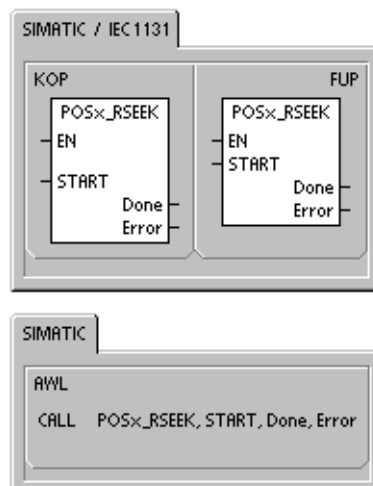 SIMATIC / IEC1131
KOP
FUP
POSx_RSEEK
EN
START
Done
Error
POSx_RSEEK
EN
START
Done
Error
SIMATIC
AWL
CALL POSx_RSEEK, START, Done, Error